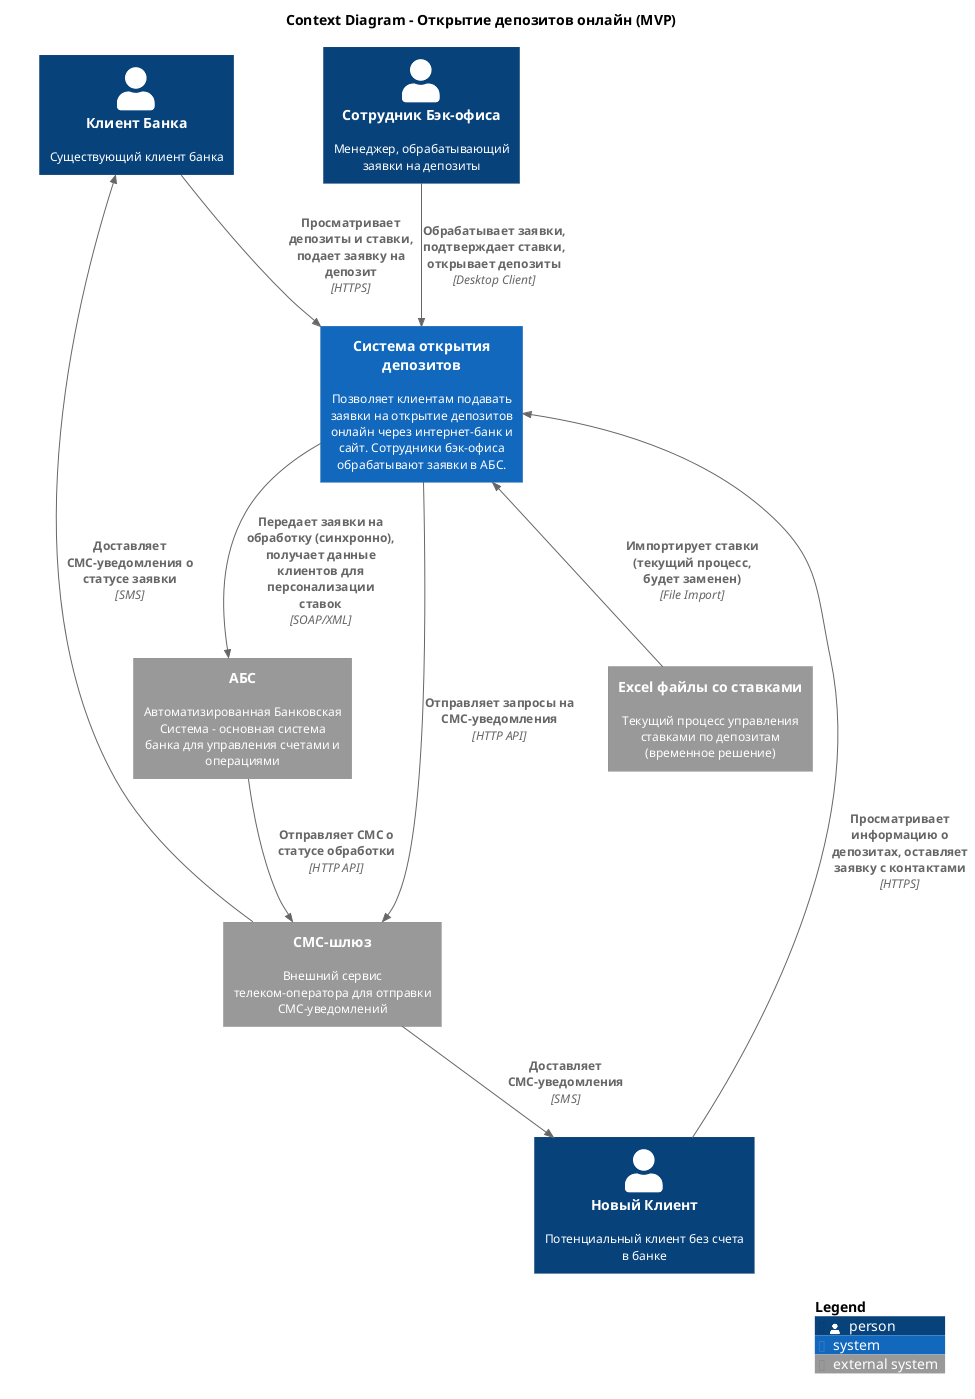 Context Diagram - Открытие депозитов онлайн (MVP)
Клиент Банка
Существующий клиент банка
Сотрудник Бэк-офиса
Менеджер, обрабатывающий
заявки на депозиты
Просматривает
депозиты и ставки,
подает заявку на
депозит
[HTTPS]
Обрабатывает заявки,
подтверждает ставки,
открывает депозиты
[Desktop Client]
Система открытия
депозитов
Позволяет клиентам подавать
заявки на открытие депозитов
онлайн через интернет-банк и
сайт. Сотрудники бэк-офиса
обрабатывают заявки в АБС.
Доставляет
СМС-уведомления о
статусе заявки
[SMS]
Передает заявки на
обработку (синхронно),
получает данные
клиентов для
персонализации
ставок
[SOAP/XML]
Импортирует ставки
(текущий процесс,
будет заменен)
[File Import]
АБС
Автоматизированная Банковская
Система - основная система
банка для управления счетами и
операциями
Отправляет запросы на
СМС-уведомления
[HTTP API]
Excel файлы со ставками
Текущий процесс управления
ставками по депозитам
(временное решение)
Отправляет СМС о
статусе обработки
[HTTP API]
Просматривает
информацию о
депозитах, оставляет
заявку с контактами
[HTTPS]
СМС-шлюз
Внешний сервис
телеком-оператора для отправки
СМС-уведомлений
Доставляет
СМС-уведомления
[SMS]
Новый Клиент
Потенциальный клиент без счета
в банке
Legend
person
system
external system